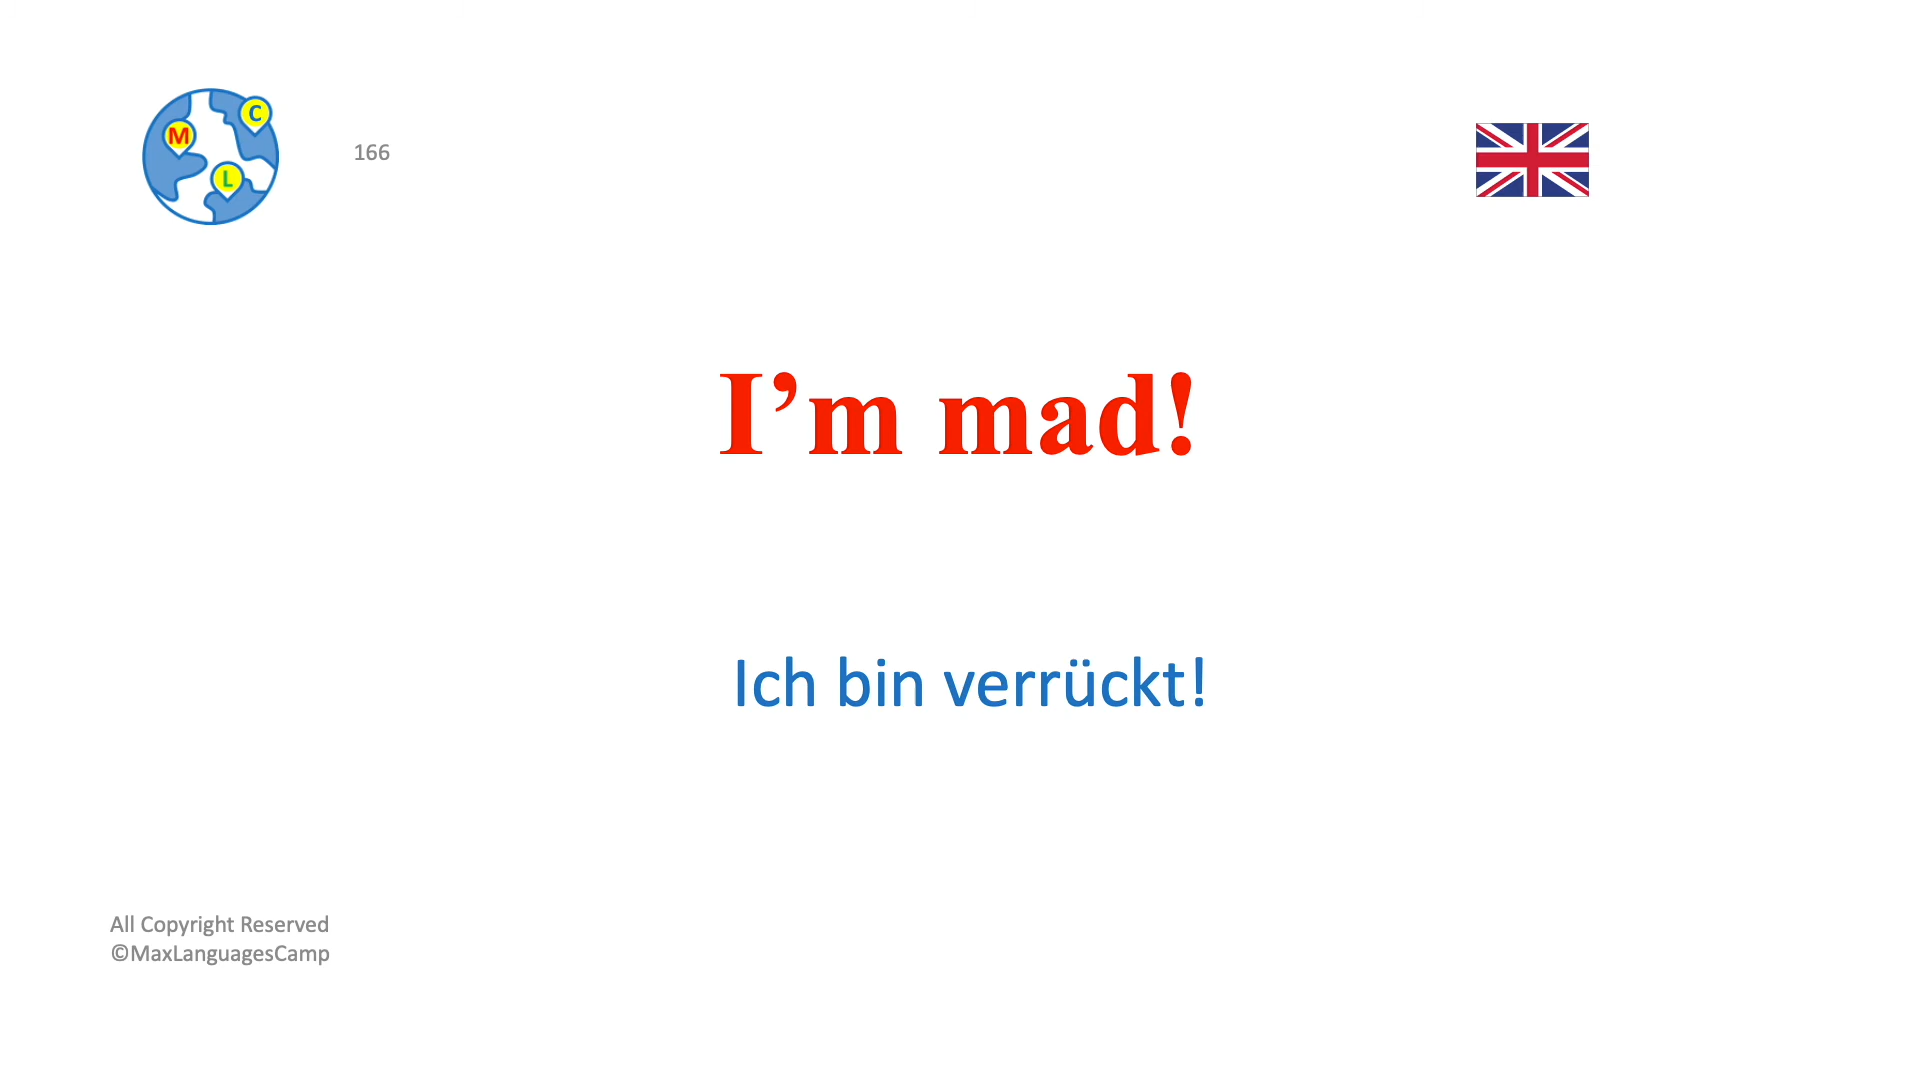 M
C
L
166
I’m mad!
Ich bin verrückt!
All Copyright Reserved
©MaxLanguagesCamp